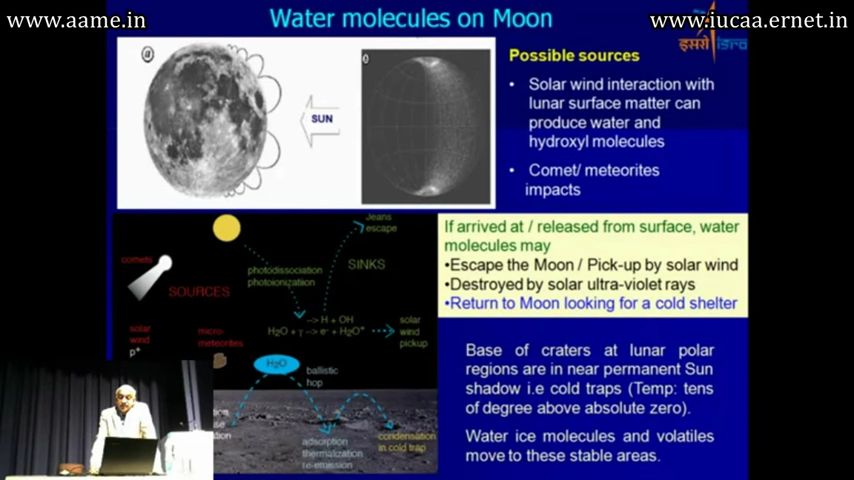 www.aame.in
Water molecules on Moon
www.iucaa.ernet.in
इसरो isro
a
SUN
Possible sources
• Solar wind interaction with
lunar surface matter can
produce water and
hydroxyl molecules
• Comet/ meteorites
impacts
Jeans
escape
comets
photodissociation
photoionizatiion
SINKS
SOURCES
--> H + OH
H2O + γ --> e- + H2O+
solar
wind
pickup
solar
wind
p+
micro-
meteorites
H2O
ballistic
hop
adsorption
thermalization
re-emission
condensation
in cold trap
If arrived at / released from surface, water
molecules may
•Escape the Moon / Pick-up by solar wind
•Destroyed by solar ultra-violet rays
•Return to Moon looking for a cold shelter
Base of craters at lunar polar
regions are in near permanent Sun
shadow i.e cold traps (Temp: tens
of degree above absolute zero).
Water ice molecules and volatiles
move to these stable areas.